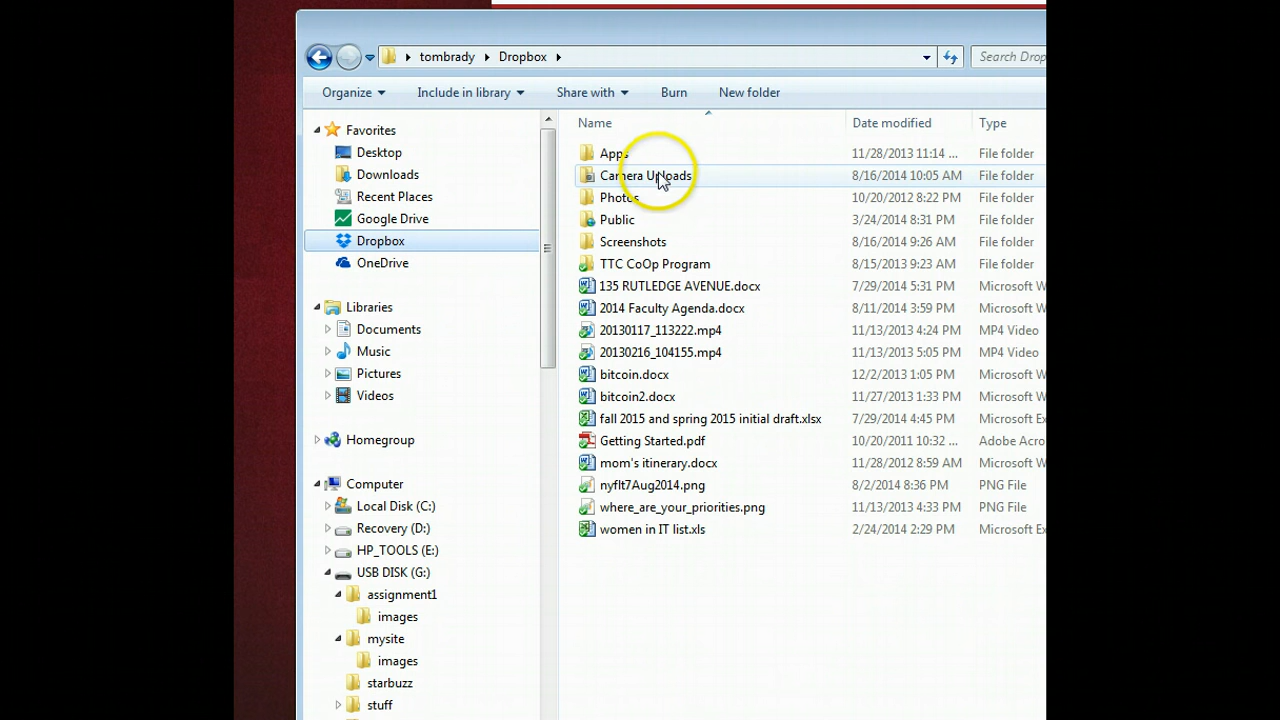 tombrady Dropbox Search Drop
Organize Include in library Share with Burn New folder
Favorites
Desktop
Downloads
Recent Places
Google Drive
Dropbox
OneDrive
Libraries
Documents
Music
Pictures
Videos
Homegroup
Computer
Local Disk (C:)
Recovery (D:)
HP_TOOLS (E:)
USB DISK (G:)
assignment1
images
mysite
images
starbuzz
stuff
Name Date modified Type
Apps 11/28/2013 11:14 ... File folder
Camera Uploads 8/16/2014 10:05 AM File folder
Photos 10/20/2012 8:22 PM File folder
Public 3/24/2014 8:31 PM File folder
Screenshots 8/16/2014 9:26 AM File folder
TTC CoOp Program 8/15/2013 9:23 AM File folder
135 RUTLEDGE AVENUE.docx 7/29/2014 5:31 PM Microsoft W
2014 Faculty Agenda.docx 8/11/2014 3:59 PM Microsoft W
20130117_113222.mp4 11/13/2013 4:24 PM MP4 Video
20130216_104155.mp4 11/13/2013 5:05 PM MP4 Video
bitcoin.docx 12/2/2013 1:05 PM Microsoft W
bitcoin2.docx 11/27/2013 1:33 PM Microsoft W
fall 2015 and spring 2015 initial draft.xlsx 7/29/2014 4:45 PM Microsoft Ex
Getting Started.pdf 10/20/2011 10:32 ... Adobe Acro
mom's itinerary.docx 11/28/2012 8:59 AM Microsoft W
nyflt7Aug2014.png 8/2/2014 8:36 PM PNG File
where_are_your_priorities.png 11/13/2013 4:33 PM PNG File
women in IT list.xls 2/24/2014 2:29 PM Microsoft Ex